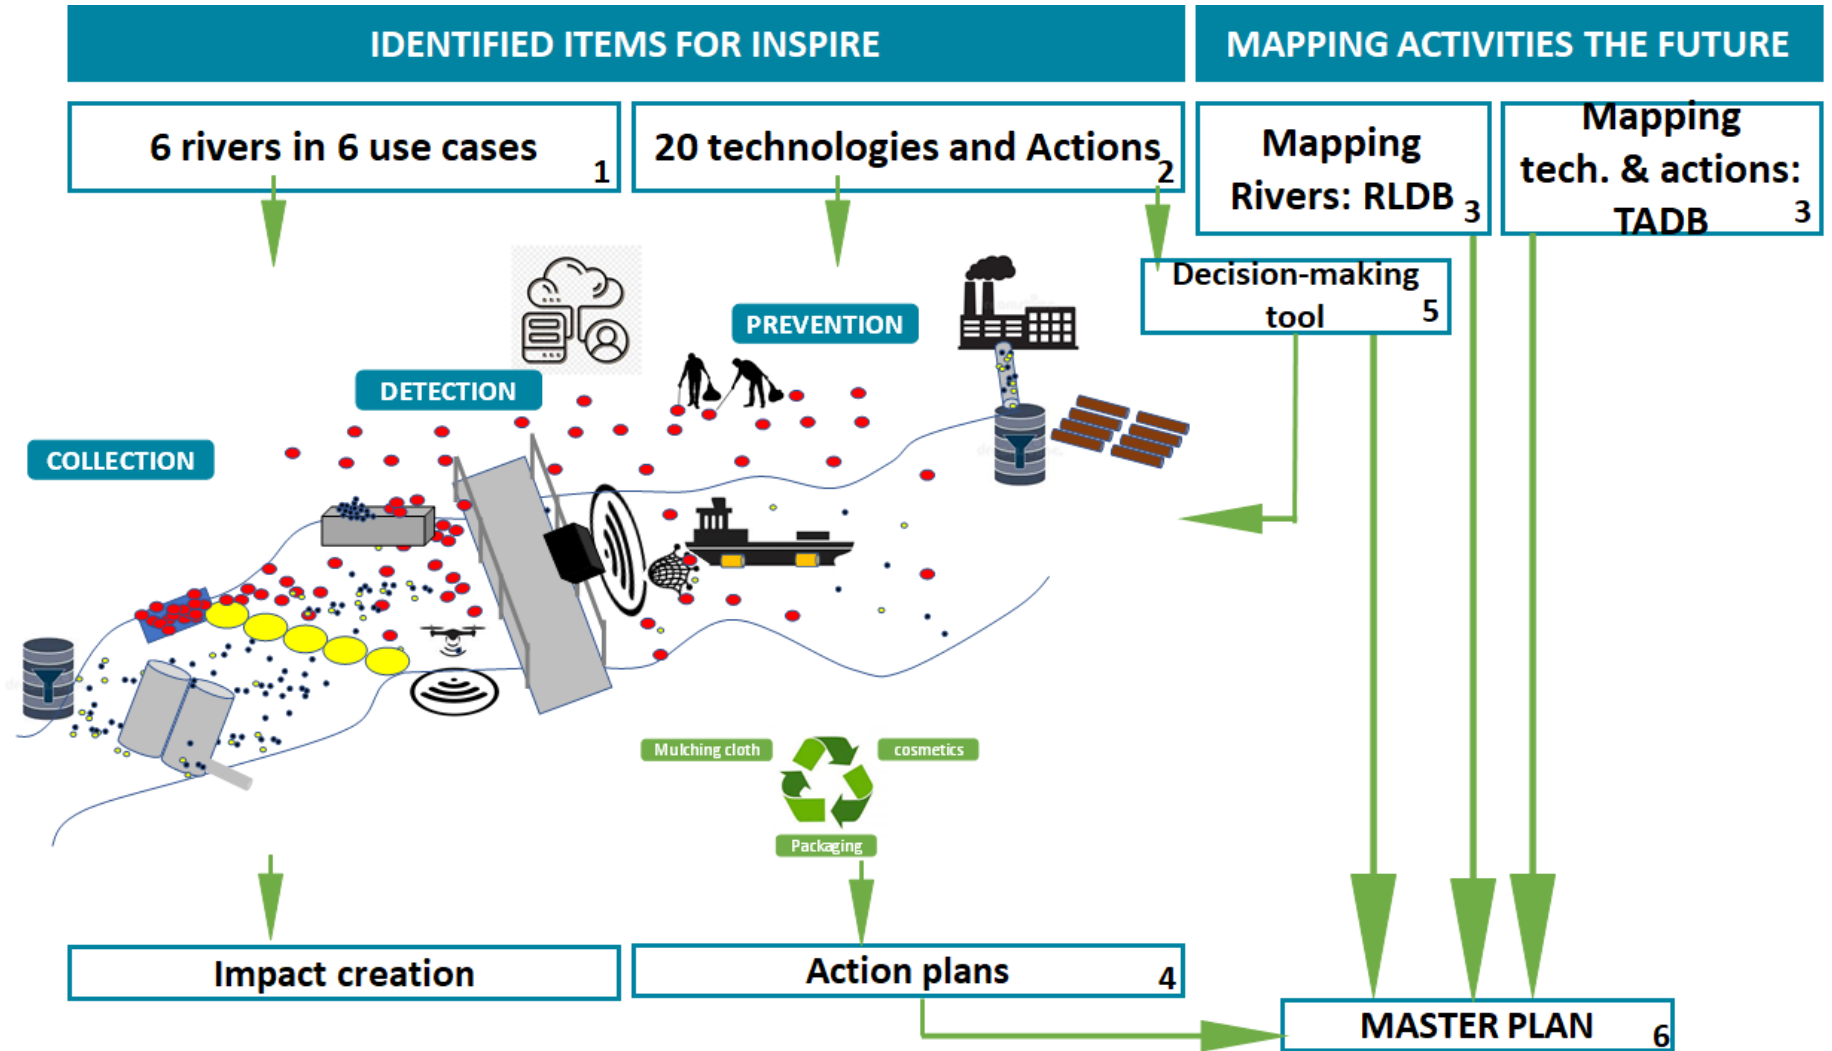 IDENTIFIED ITEMS FOR INSPIRE
MAPPING ACTIVITIES THE FUTURE
6 rivers in 6 use cases
1
20 technologies and Actions
2
Mapping
Rivers: RLDB
3
Mapping
tech. & actions:
TADB
3
Decision-making
tool
5
PREVENTION
DETECTION
COLLECTION
Mulching cloth
cosmetics
Packaging
Impact creation
Action plans
4
MASTER PLAN
6